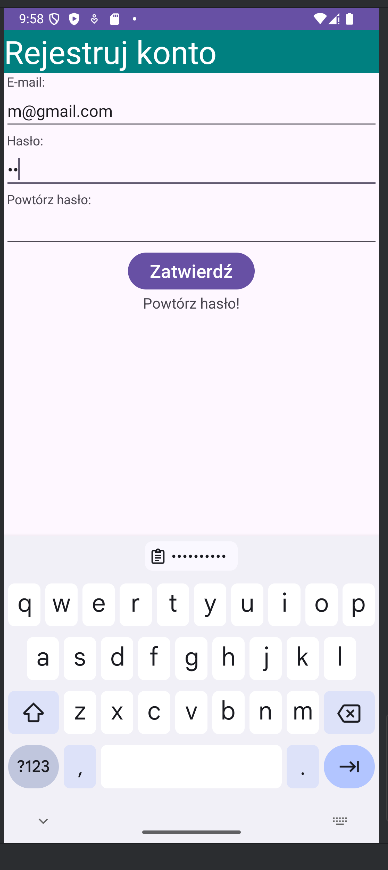 9:58
Rejestruj konto
E-mail:
m@gmail.com
Hasło:
••
Powtórz hasło:
Zatwierdź
Powtórz hasło!
••••••••••
q w e r t y u i o p
a s d f g h j k l
z x c v b n m
?123 , .